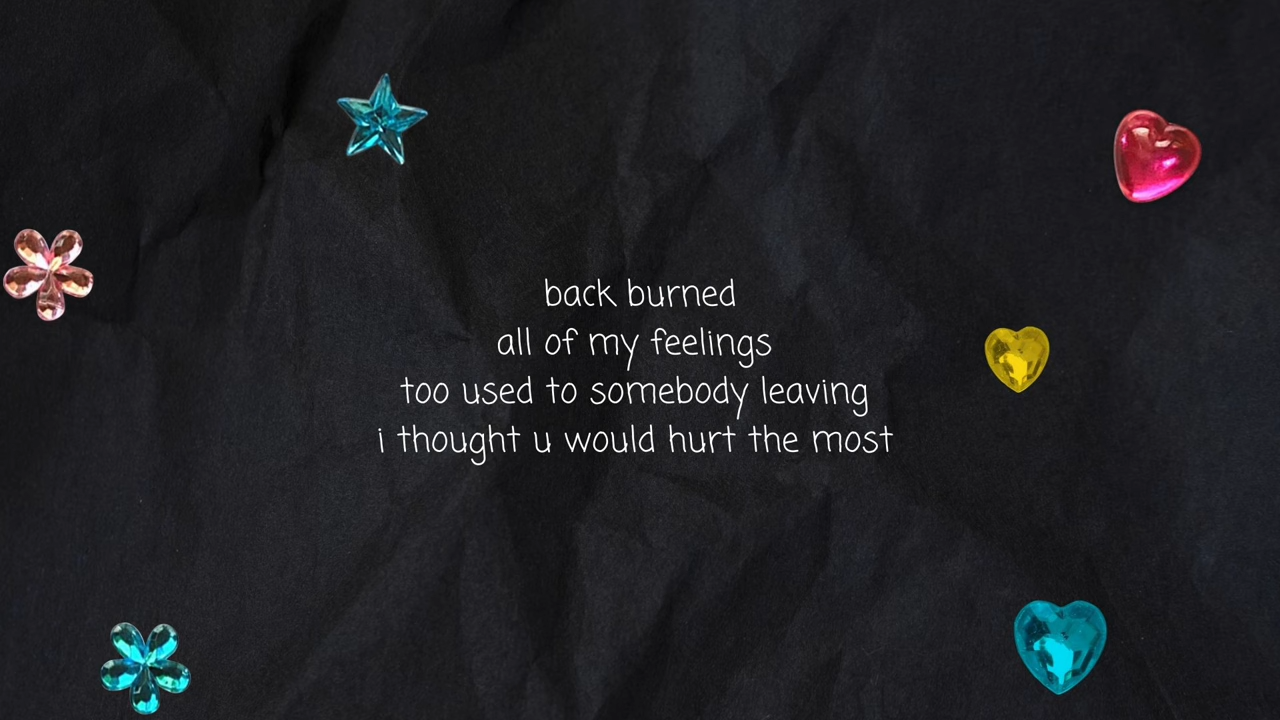 back burned
all of my feelings
too used to somebody leaving
i thought u would hurt the most